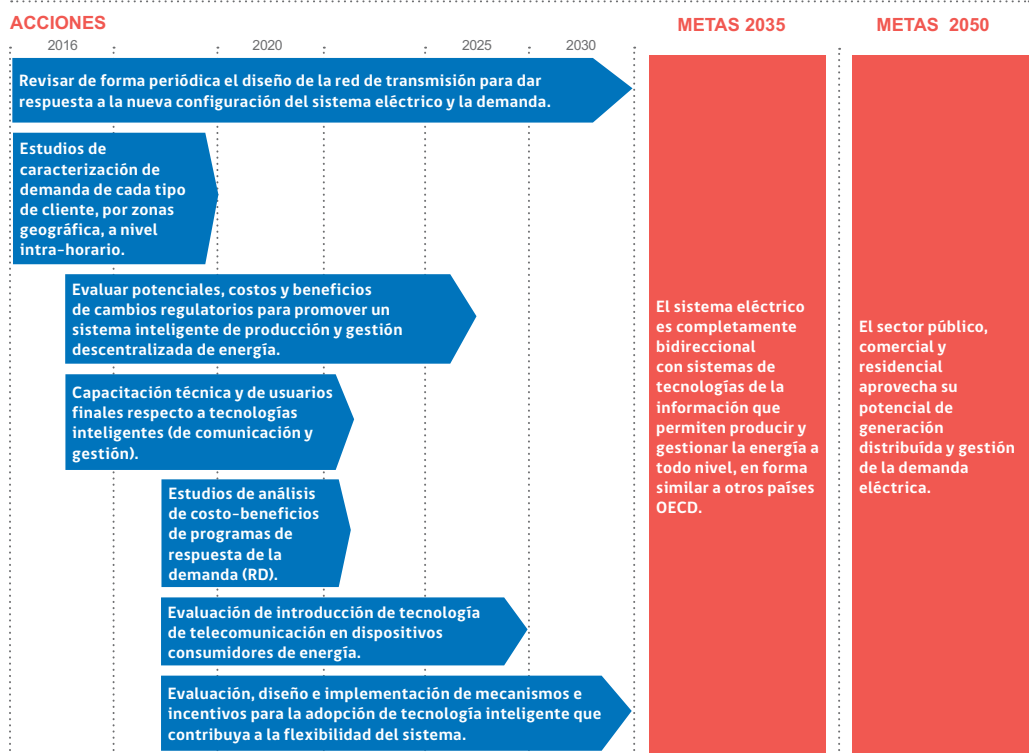 ACCIONES
METAS 2035
METAS 2050
2016
2020
2025
2030
Revisar de forma periódica el diseño de la red de transmisión para dar
respuesta a la nueva configuración del sistema eléctrico y la demanda.
Estudios de
caracterización de
demanda de cada tipo
de cliente, por zonas
geográfica, a nivel
intra-horario.
Evaluar potenciales, costos y beneficios
de cambios regulatorios para promover un
sistema inteligente de producción y gestión
descentralizada de energía.
Capacitación técnica y de usuarios
finales respecto a tecnologías
inteligentes (de comunicación y
gestión).
Estudios de análisis
de costo-beneficios
de programas de
respuesta de la
demanda (RD).
Evaluación de introducción de tecnología
de telecomunicación en dispositivos
consumidores de energía.
Evaluación, diseño e implementación de mecanismos e
incentivos para la adopción de tecnología inteligente que
contribuya a la flexibilidad del sistema.
El sistema eléctrico
es completamente
bidireccional
con sistemas de
tecnologías de la
información que
permiten producir y
gestionar la energía a
todo nivel, en forma
similar a otros países
OECD.
El sector público,
comercial y
residencial
aprovecha su
potencial de
generación
distribuída y gestión
de la demanda
eléctrica.